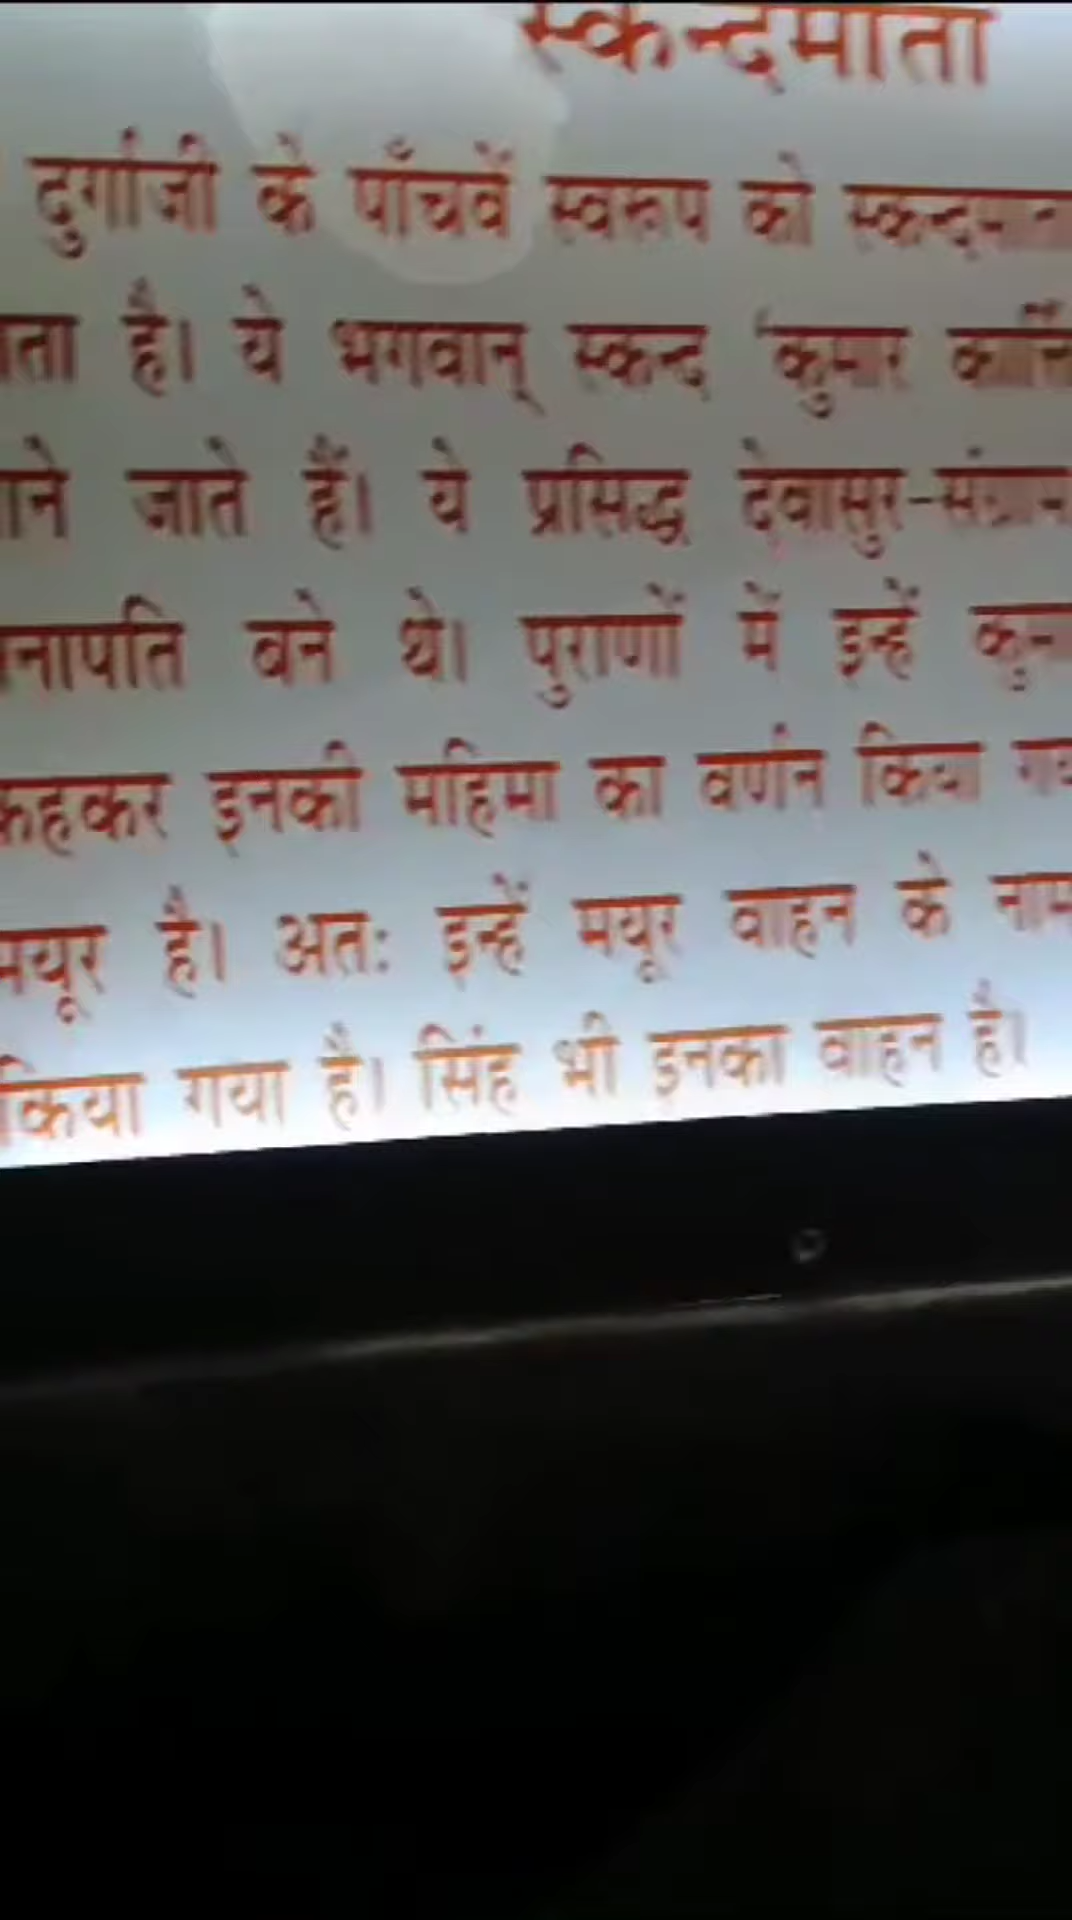 स्कन्दमाता
दुर्गाजी के पाँचवें स्वरुप को
है। ये भगवान् स्कन्द 'कुमार
जाते हैं। ये प्रसिद्ध देवासुर-संग्राम
बने थे। पुराणों में इन्हें
कहकर इनकी महिमा का वर्णन किया
मयूर है। अतः इन्हें मयूर वाहन के नाम
किया गया है। सिंह भी इनका वाहन है।